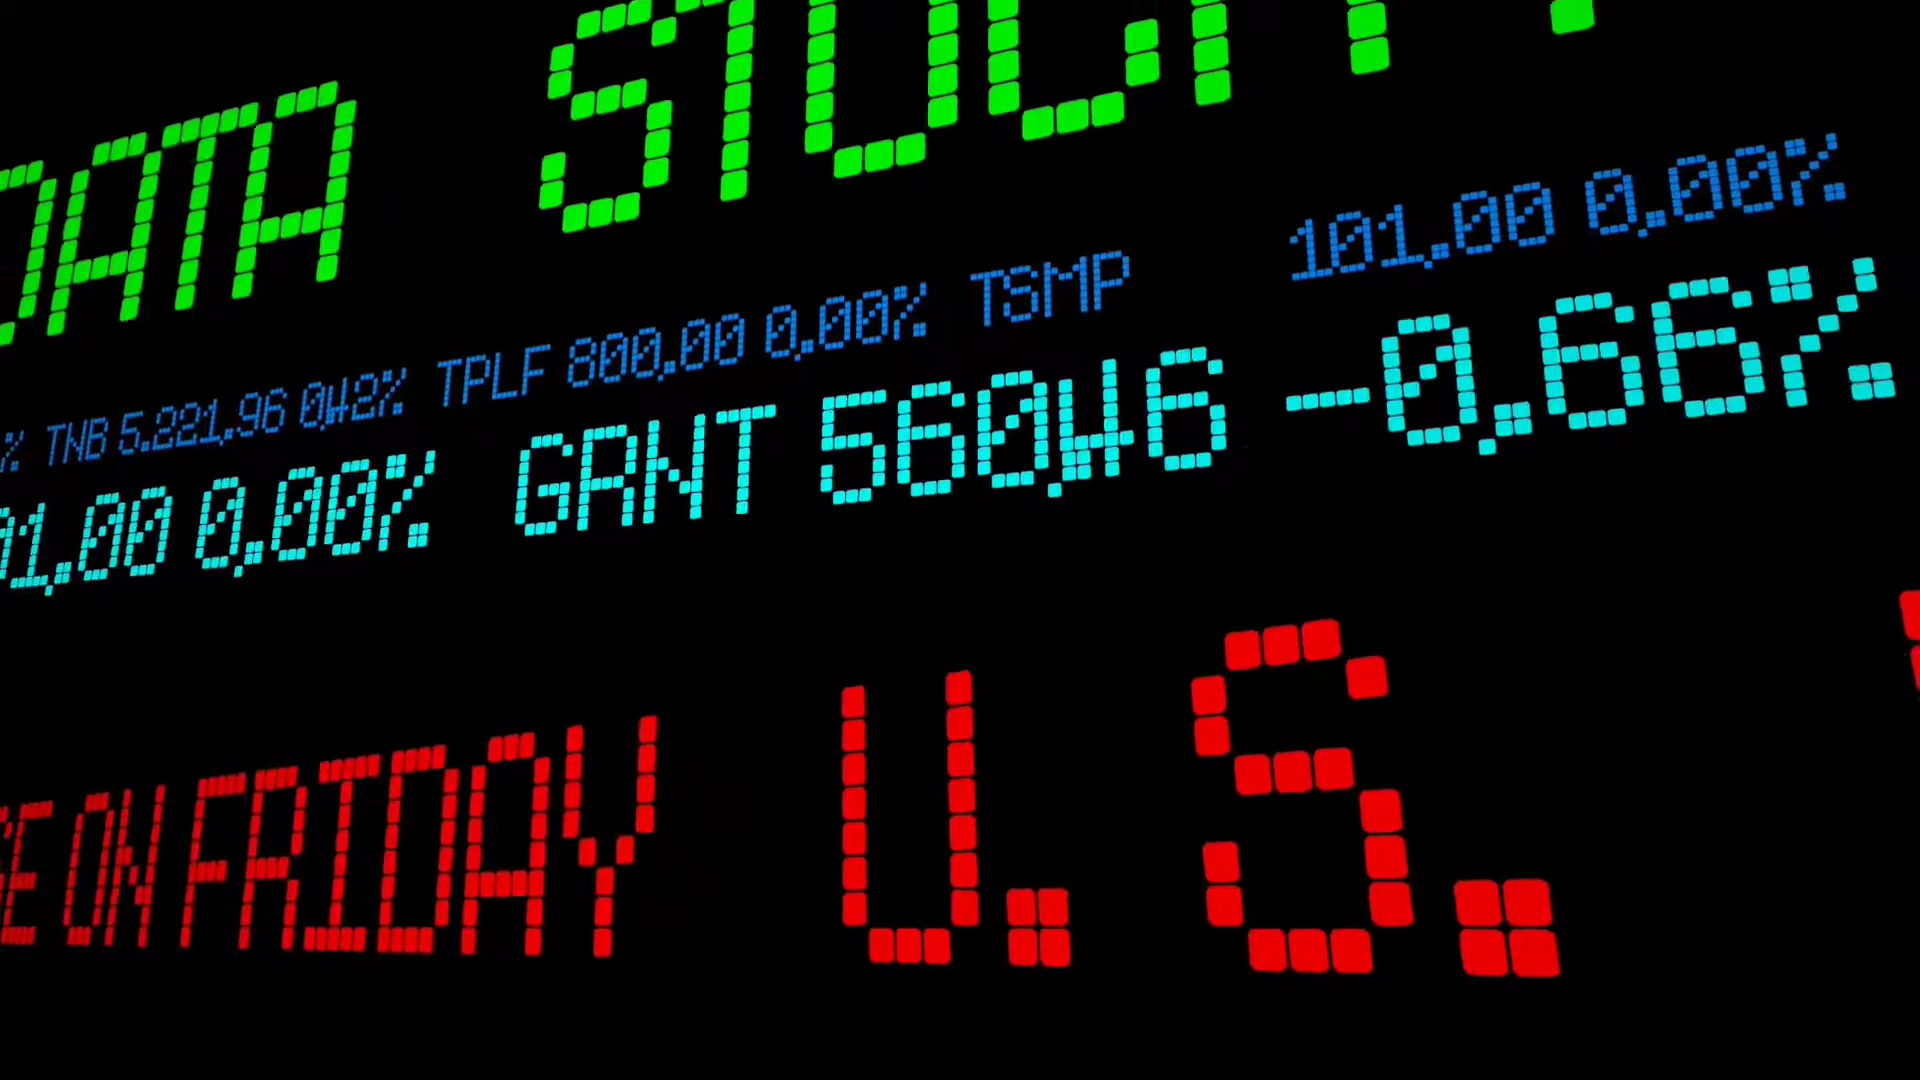 DATA
% TNB 5.221,96 0,42% TPLF 800,00 0,00% TSMP 101,00 0,00%
1,00 0,00% GRNT 560,46 -0,66%
ON FRIDAY U.S.